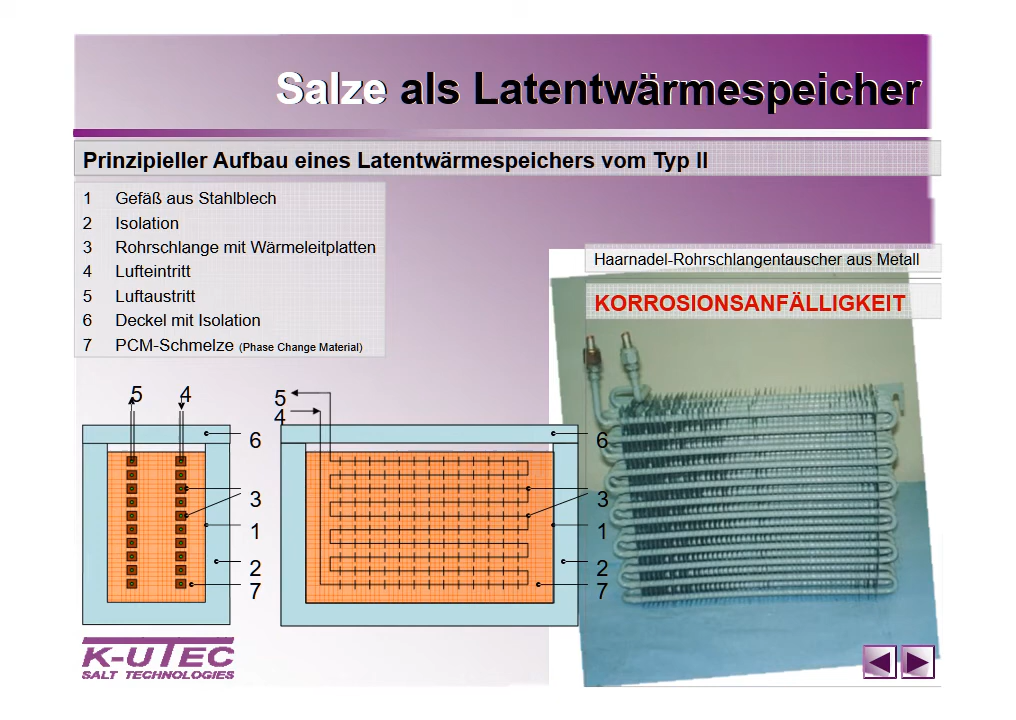 Salze als Latentwärmespeicher
Prinzipieller Aufbau eines Latentwärmespeichers vom Typ II
1 Gefäß aus Stahlblech
2 Isolation
3 Rohrschlange mit Wärmeleitplatten
4 Lufteintritt
5 Luftaustritt
6 Deckel mit Isolation
7 PCM-Schmelze (Phase Change Material)
Haarnadel-Rohrschlangentauscher aus Metall
KORROSIONSANFÄLLIGKEIT
5 4
6
3
1
2
7
5
4
6
3
1
2
7
K-UTEC
SALT TECHNOLOGIES